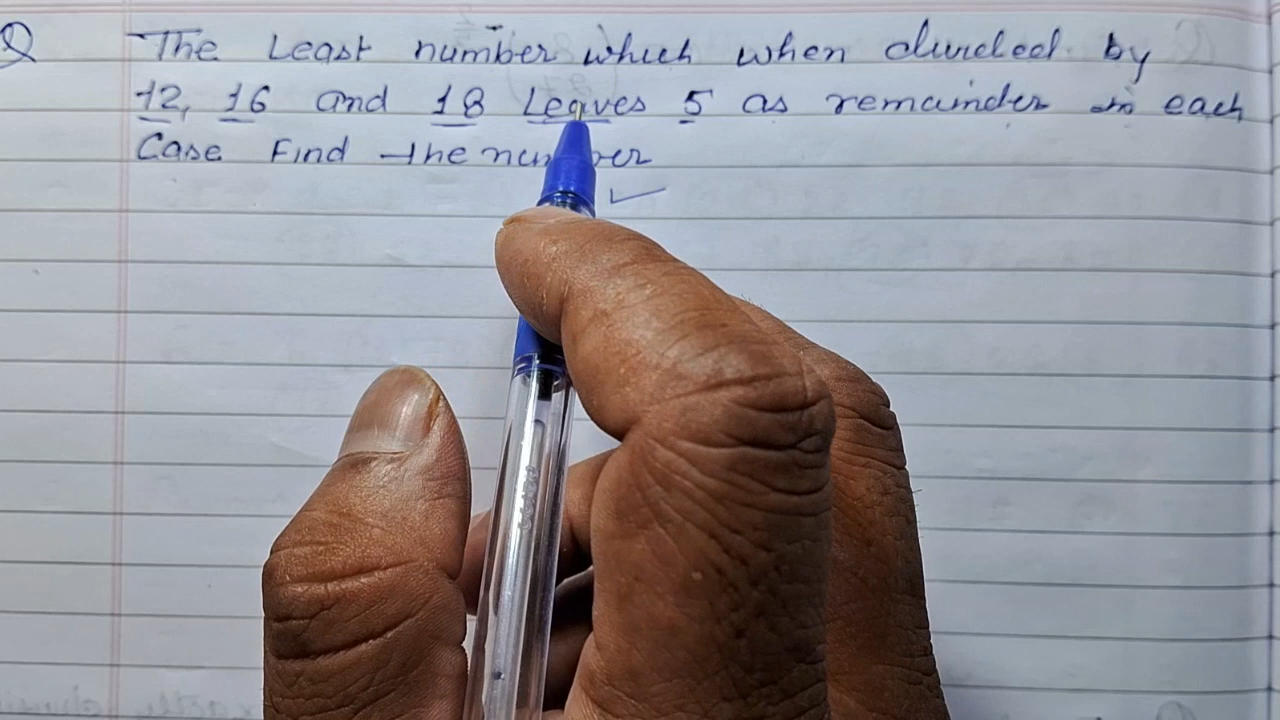 Q The Least number which when divided by
12, 16 and 18 Leaves 5 as remainder in each
Case Find the number